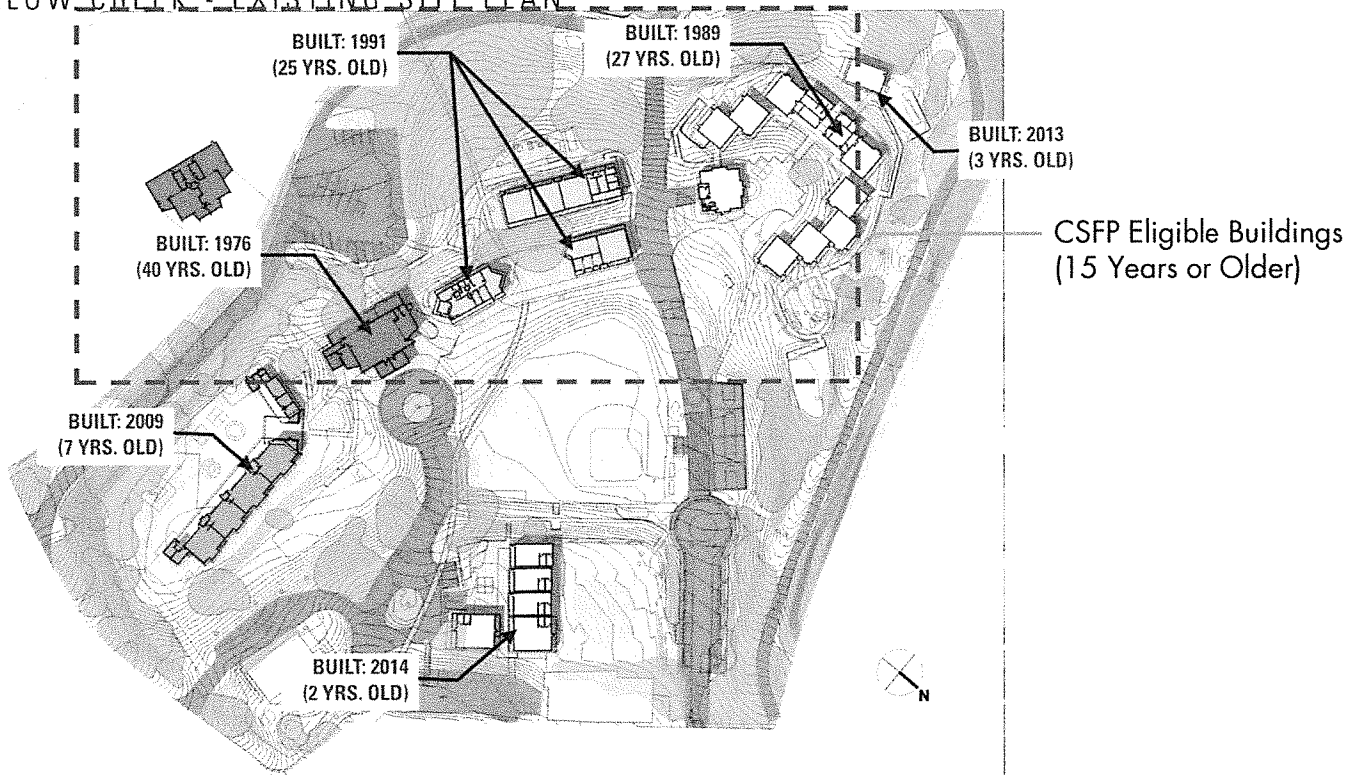 BUILT: 1991
(25 YRS. OLD)
BUILT: 1989
(27 YRS. OLD)
BUILT: 2013
(3 YRS. OLD)
CSFP Eligible Buildings
(15 Years or Older)
BUILT: 1976
(40 YRS. OLD)
BUILT: 2009
(7 YRS. OLD)
BUILT: 2014
(2 YRS. OLD)
N